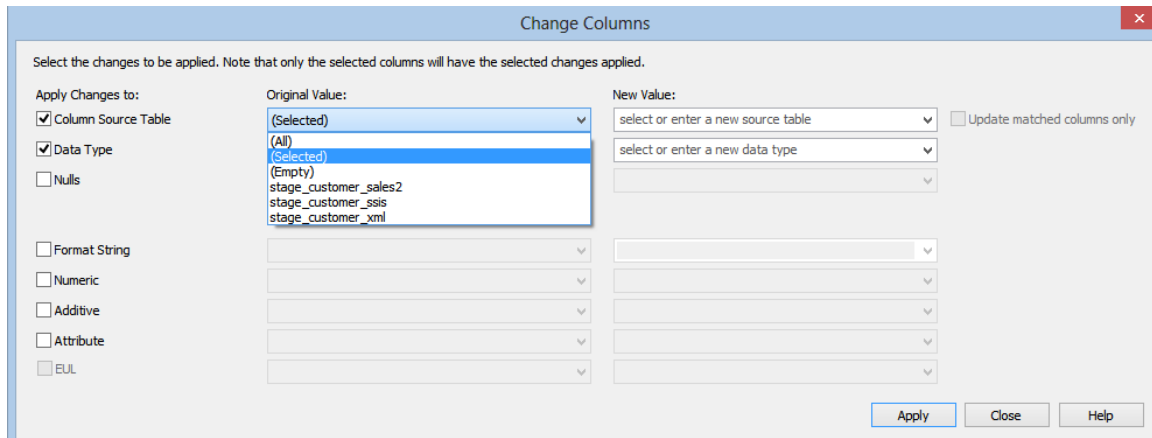 Change Columns
Select the changes to be applied. Note that only the selected columns will have the selected changes applied.
Apply Changes to: Original Value: New Value:
Column Source Table (Selected) select or enter a new source table Update matched columns only
(All)
Data Type (Selected) select or enter a new data type
(Empty)
Nulls stage_customer_sales2
stage_customer_ssis
stage_customer_xml
Format String
Numeric
Additive
Attribute
EUL
Apply Close Help